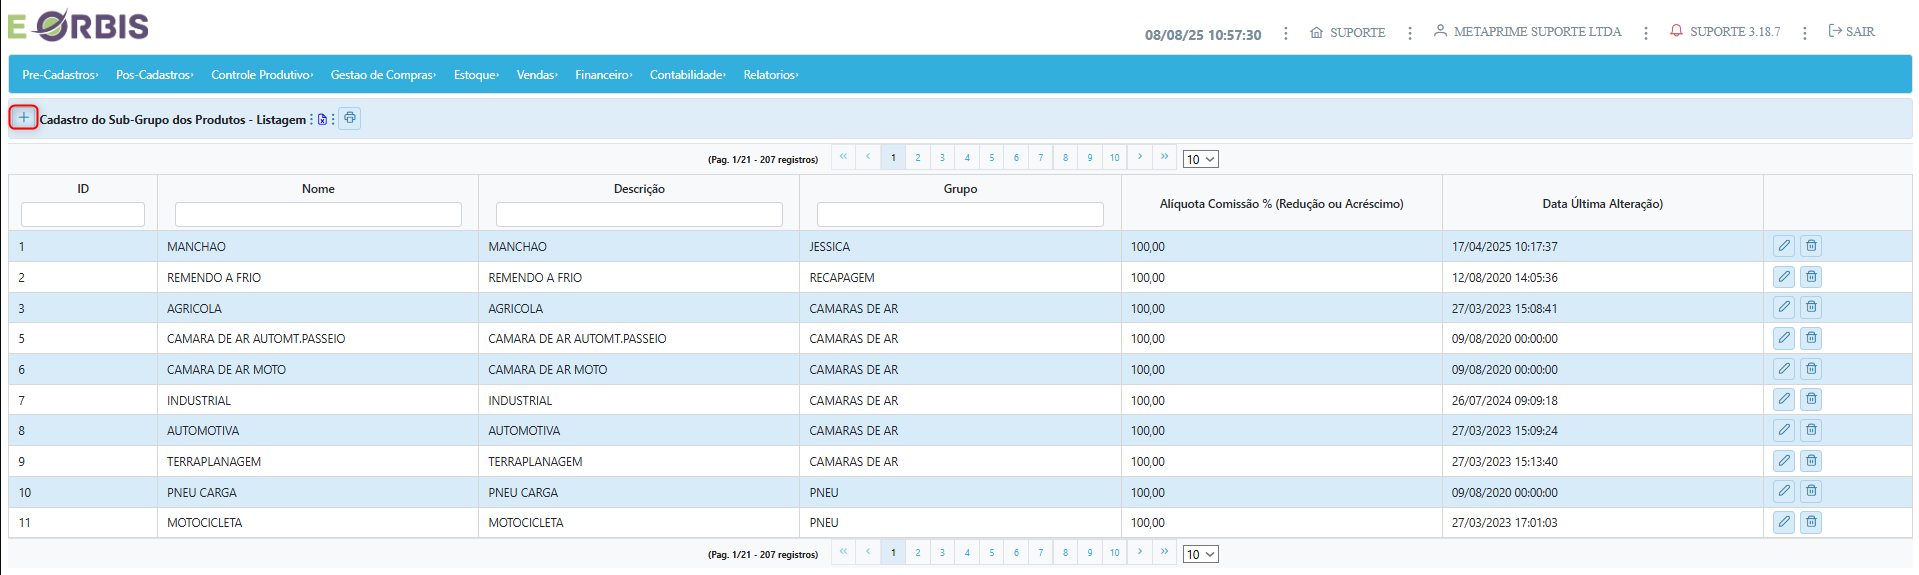 E ORBIS
08/08/25 10:57:30 SUPORTE METAPRIME SUPORTE LTDA SUPORTE 3.18.7 SAIR
Pre-Cadastros Pos-Cadastros Controle Produtivo Gestao de Compras Estoque Vendas Financeiro Contabilidade Relatorios
Cadastro do Sub-Grupo dos Produtos - Listagem
(Pag. 1/21 - 207 registros) 1 2 3 4 5 6 7 8 9 10 10
ID Nome Descrição Grupo Alíquota Comissão % (Redução ou Acréscimo) Data Última Alteração)
1 MANCHAO MANCHAO JESSICA 100,00 17/04/2025 10:17:37
2 REMENDO A FRIO REMENDO A FRIO RECAPAGEM 100,00 12/08/2020 14:05:36
3 AGRICOLA AGRICOLA CAMARAS DE AR 100,00 27/03/2023 15:08:41
5 CAMARA DE AR AUTOMT.PASSEIO CAMARA DE AR AUTOMT.PASSEIO CAMARAS DE AR 100,00 09/08/2020 00:00:00
6 CAMARA DE AR MOTO CAMARA DE AR MOTO CAMARAS DE AR 100,00 09/08/2020 00:00:00
7 INDUSTRIAL INDUSTRIAL CAMARAS DE AR 100,00 26/07/2024 09:09:18
8 AUTOMOTIVA AUTOMOTIVA CAMARAS DE AR 100,00 27/03/2023 15:09:24
9 TERRAPLANAGEM TERRAPLANAGEM CAMARAS DE AR 100,00 27/03/2023 15:13:40
10 PNEU CARGA PNEU CARGA PNEU 100,00 09/08/2020 00:00:00
11 MOTOCICLETA MOTOCICLETA PNEU 100,00 27/03/2023 17:01:03
(Pag. 1/21 - 207 registros) 1 2 3 4 5 6 7 8 9 10 10